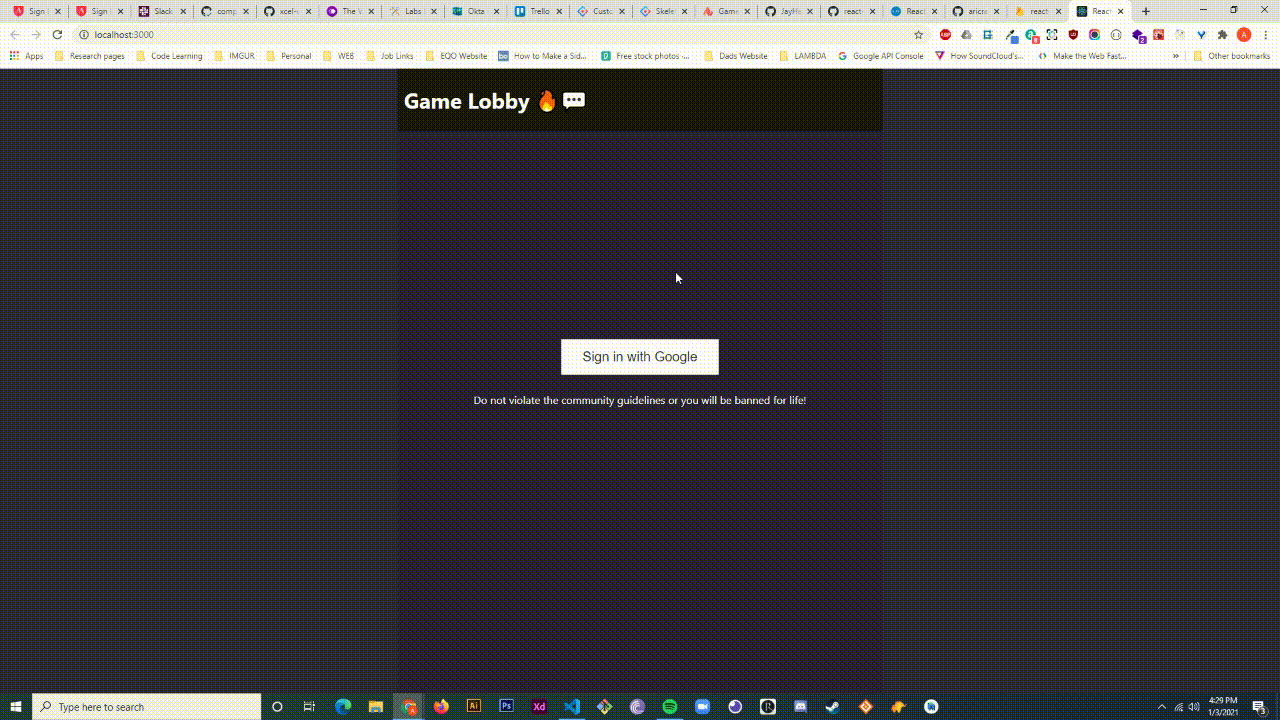 Sign Sign Slack comp xcel- The V Labs Okta Trello Custo Skele Game JayHa react- React aricre react React
localhost:3000
Apps Research pages Code Learning IMGUR Personal WEB Job Links EQO Website How to Make a Sid... Free stock photos -... Dads Website LAMBDA Google API Console How SoundCloud's... Make the Web Fast... » Other bookmarks
Game Lobby 🔥💬
Sign in with Google
Do not violate the community guidelines or you will be banned for life!
Type here to search
4:29 PM
1/3/2021